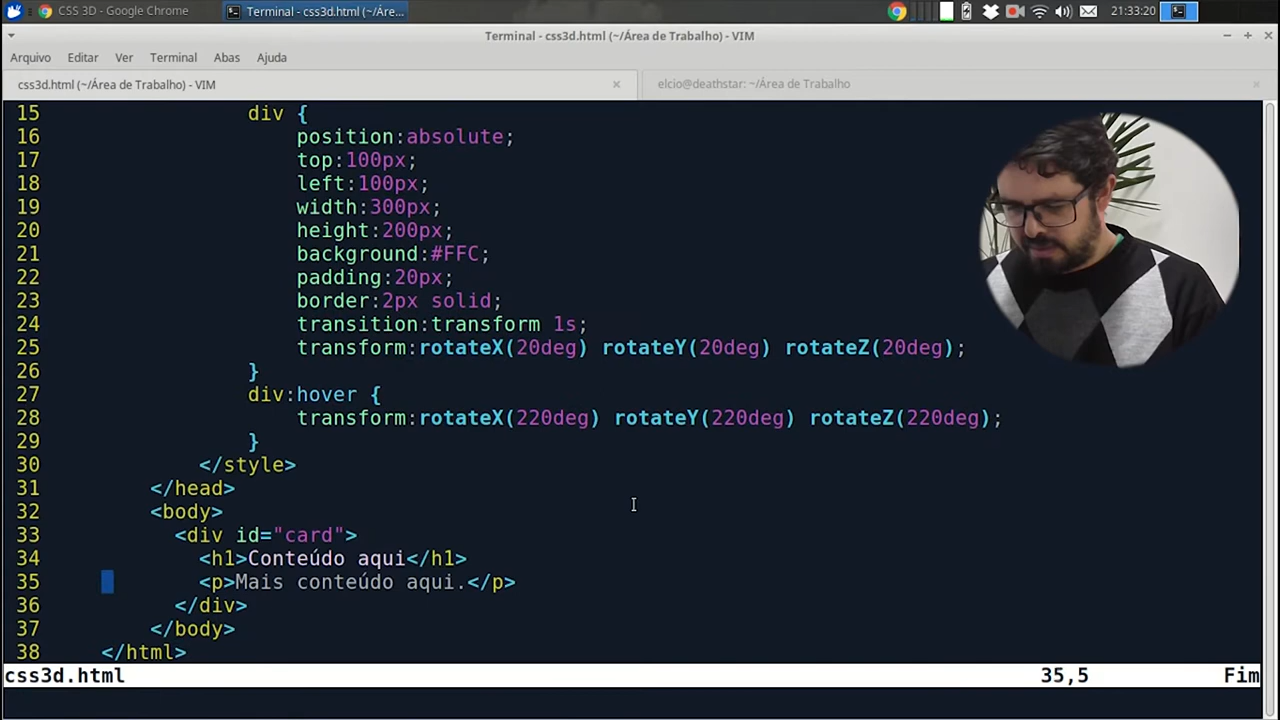 CSS 3D - Google Chrome
Terminal - css3d.html (~/Áre...
21:33:20
Terminal - css3d.html (~/Área de Trabalho) - VIM
Arquivo Editar Ver Terminal Abas Ajuda
css3d.html (~/Área de Trabalho) - VIM
elcio@deathstar: ~/Área de Trabalho
15 div {
16 position:absolute;
17 top:100px;
18 left:100px;
19 width:300px;
20 height:200px;
21 background:#FFC;
22 padding:20px;
23 border:2px solid;
24 transition:transform 1s;
25 transform:rotateX(20deg) rotateY(20deg) rotateZ(20deg);
26 }
27 div:hover {
28 transform:rotateX(220deg) rotateY(220deg) rotateZ(220deg);
29 }
30 </style>
31 </head>
32 <body>
33 <div id="card">
34 <h1>Conteúdo aqui</h1>
35 <p>Mais conteúdo aqui.</p>
36 </div>
37 </body>
38 </html>
css3d.html 35,5 Fim